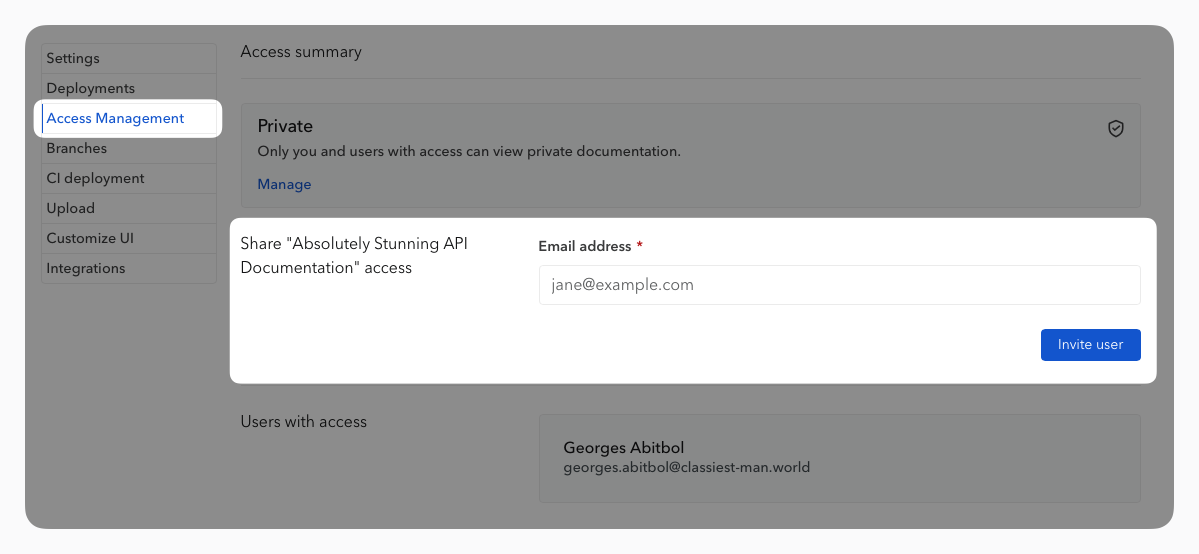 Settings
Deployments
Access Management
Branches
CI deployment
Upload
Customize UI
Integrations
Access summary
Private
Only you and users with access can view private documentation.
Manage
Share "Absolutely Stunning API
Documentation" access
Email address *
jane@example.com
Invite user
Users with access
Georges Abitbol
georges.abitbol@classiest-man.world